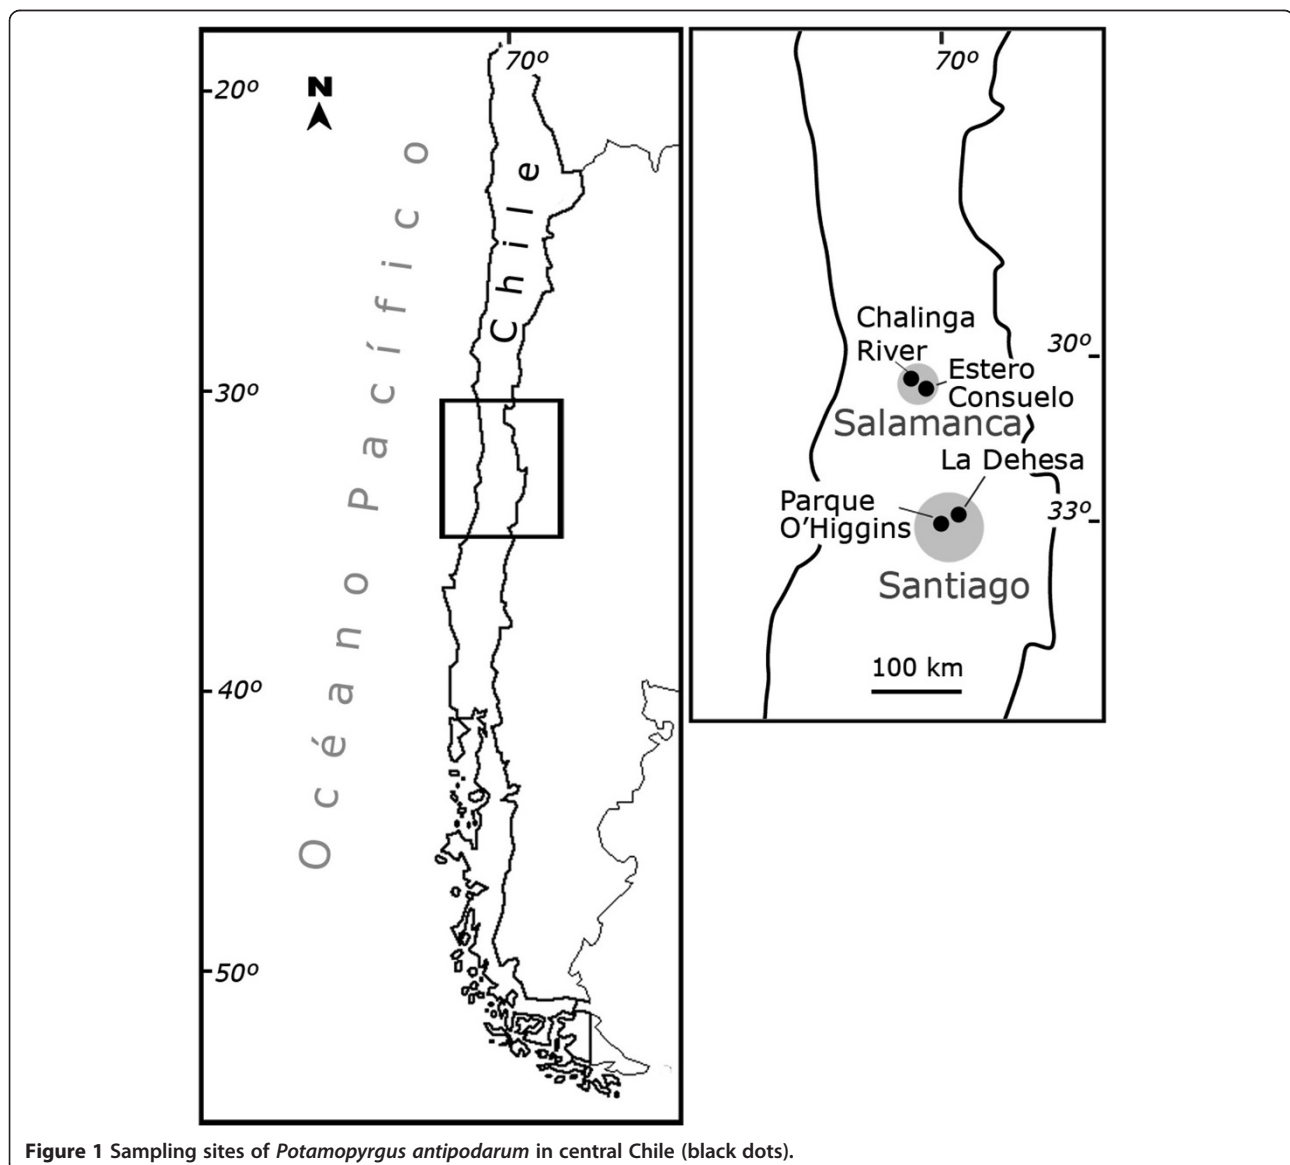 70º
20º
N
Océano Pacífico
Chile
30º
40º
50º
70º
Chalinga
River
30º
Estero
Consuelo
Salamanca
La Dehesa
Parque
O’Higgins
33º
Santiago
100 km
Figure 1 Sampling sites of Potamopyrgus antipodarum in central Chile (black dots).